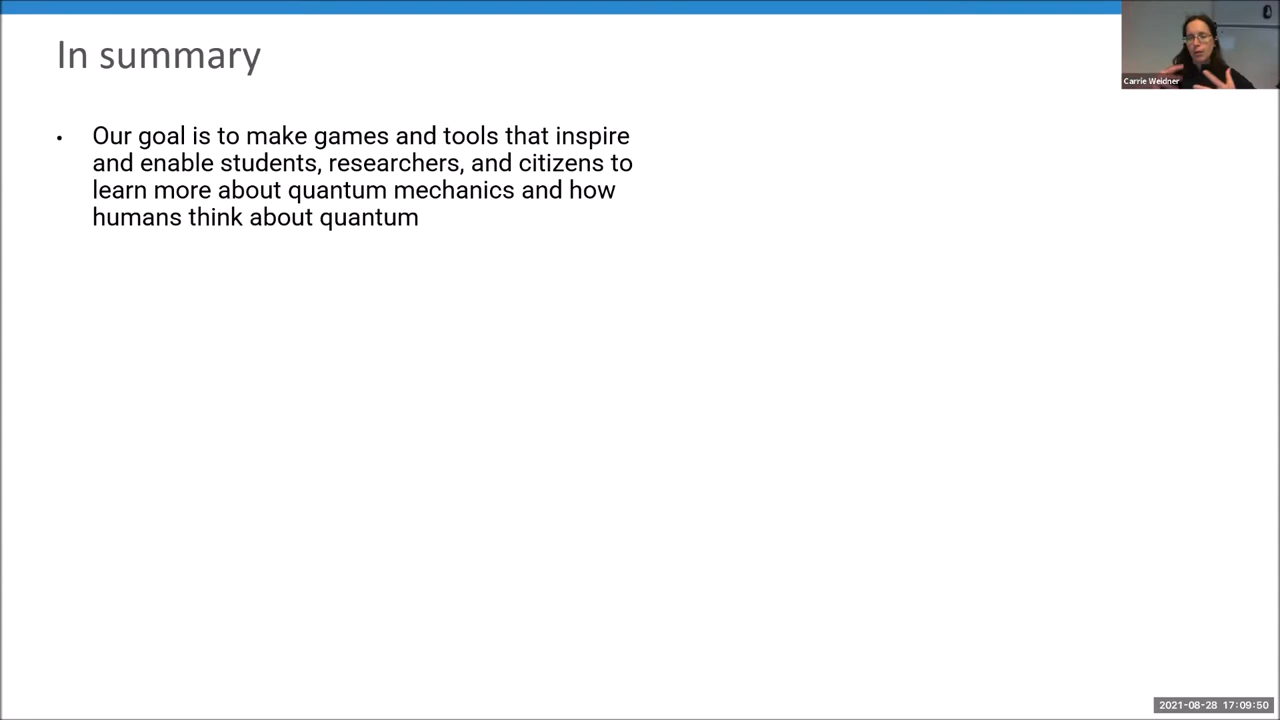 In summary
Carrie Weidner
• Our goal is to make games and tools that inspire
and enable students, researchers, and citizens to
learn more about quantum mechanics and how
humans think about quantum
2021-08-28 17:09:50